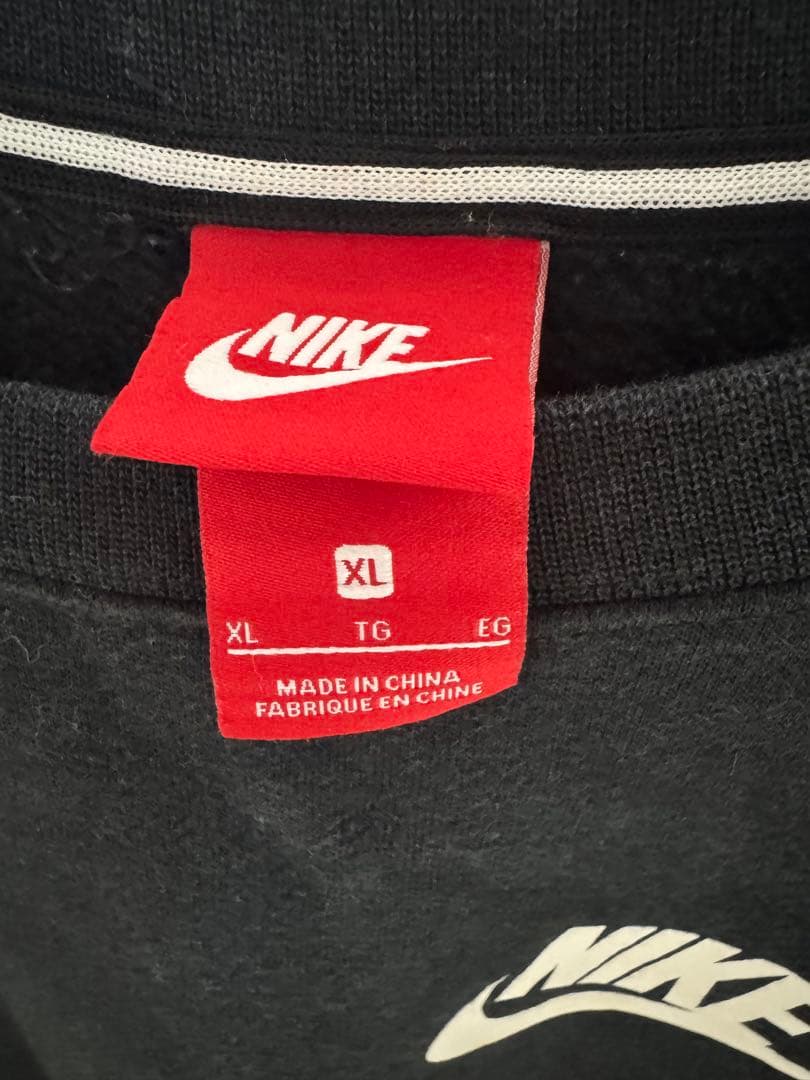 NIKE
XL
XL TG EG
MADE IN CHINA
FABRIQUE EN CHINE
NIKE